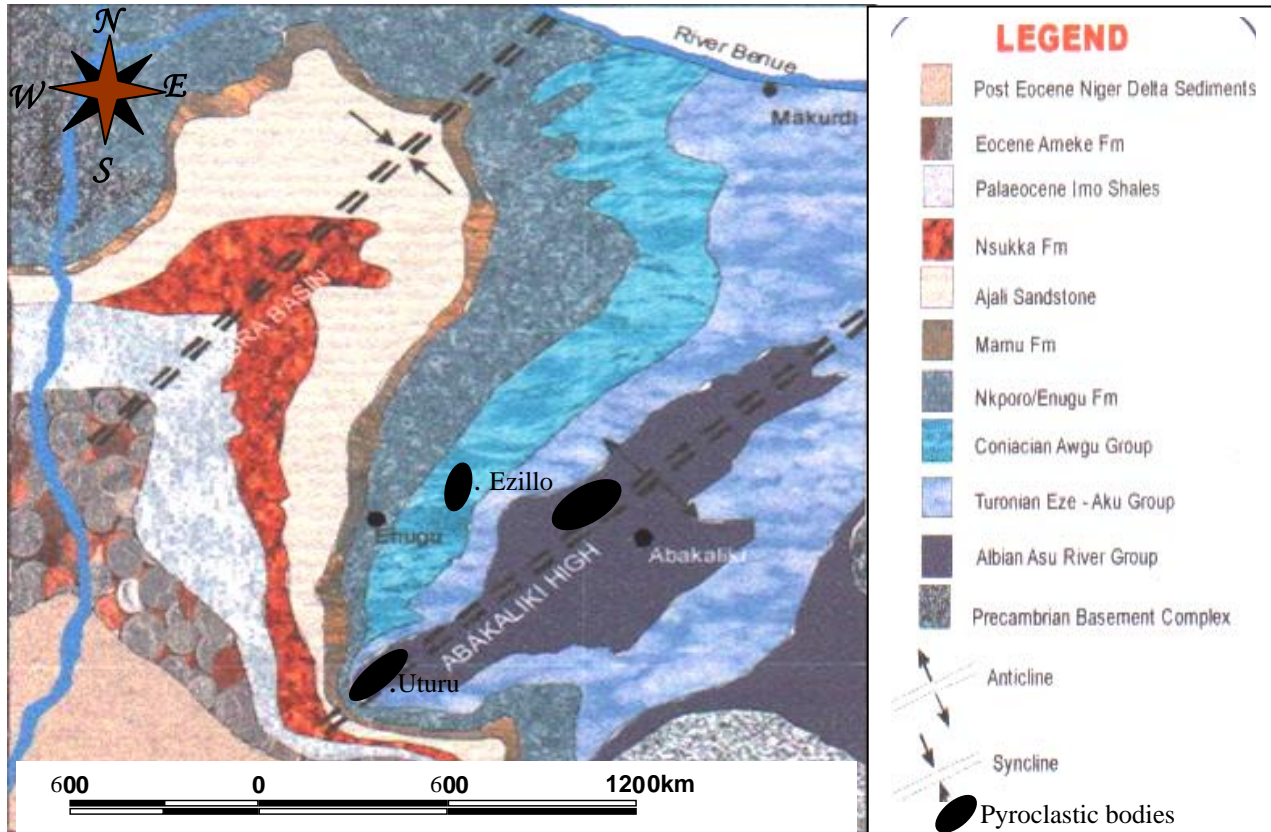 N
W
E
S
River Benue
Makurdi
BRA BASIN
. Ezillo
Enugu
Abakaliki
ABAKALIKI HIGH
.Uturu
600 0 600 1200km
LEGEND
Post Eocene Niger Delta Sediments
Eocene Ameke Fm
Palaeocene Imo Shales
Nsukka Fm
Ajali Sandstone
Mamu Fm
Nkporo/Enugu Fm
Coniacian Awgu Group
Turonian Eze - Aku Group
Albian Asu River Group
Precambrian Basement Complex
Anticline
Syncline
Pyroclastic bodies